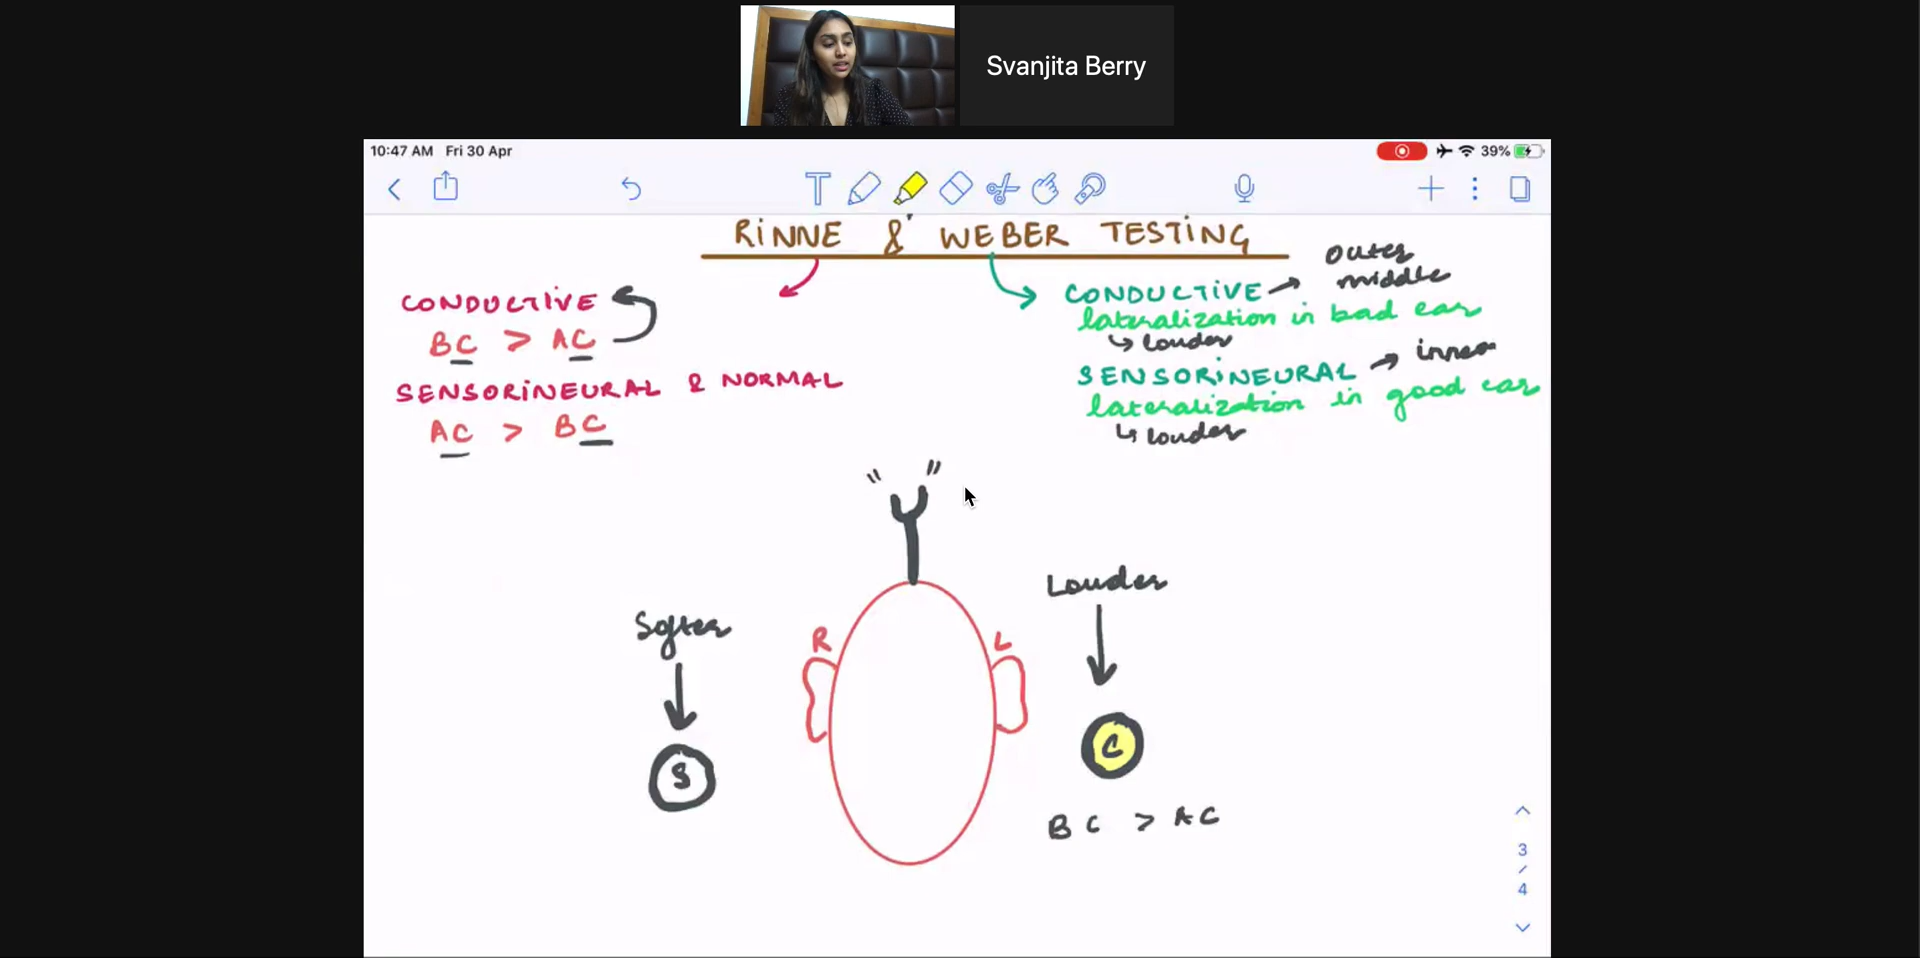 Svanjita Berry
10:47 AM Fri 30 Apr
39%
T
RINNE & WEBER TESTING
CONDUCTIVE
BC > AC
SENSORINEURAL & NORMAL
AC > BC
CONDUCTIVE → outer
middle
lateralization in bad ear
↳ louder
SENSORINEURAL → inner
lateralization in good ear
↳ louder
Softer
Louder
R
L
S
C
BC > AC
3
/
4